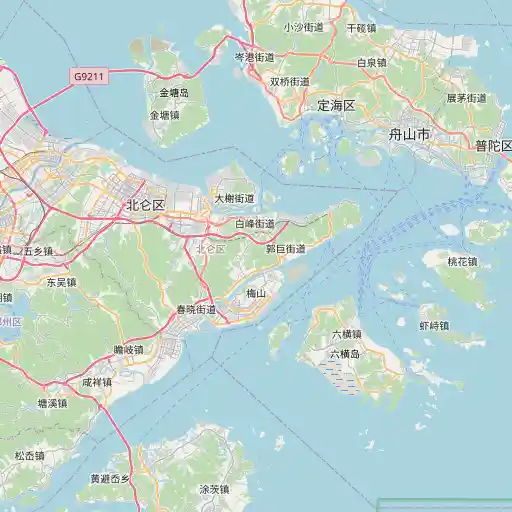 小沙街道
干𬒗镇
岑港街道
白泉镇
G9211
双桥街道
金塘岛
展茅街道
定海区
金塘镇
舟山市
普陀区
大榭街道
北仑区
白峰街道
北仑区
郭巨街道
五乡镇
桃花镇
东吴镇
梅山
春晓街道
虾峙镇
六横镇
瞻岐镇
六横岛
咸祥镇
塘溪镇
松岙镇
黄避岙乡
涂茨镇